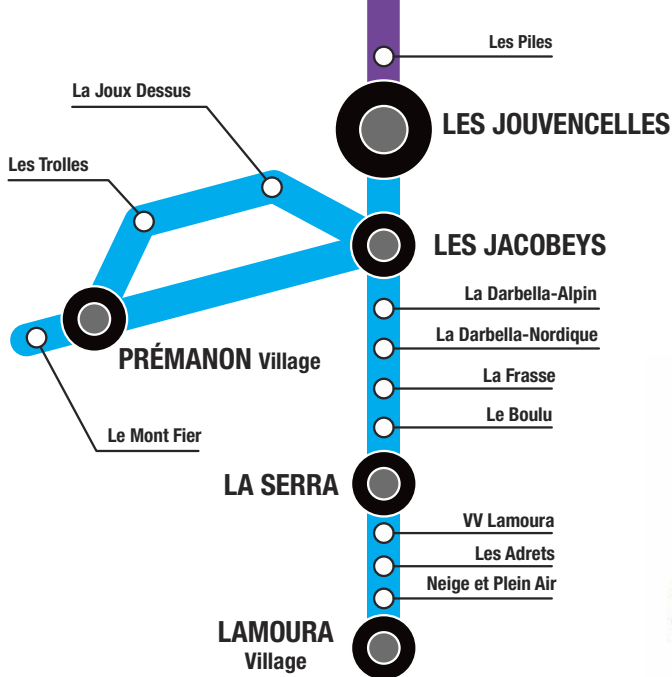 Les Piles
La Joux Dessus
LES JOUVENCELLES
Les Trolles
LES JACOBEYS
La Darbella-Alpin
La Darbella-Nordique
PRÉMANON Village
La Frasse
Le Boulu
Le Mont Fier
LA SERRA
VV Lamoura
Les Adrets
Neige et Plein Air
LAMOURA
Village